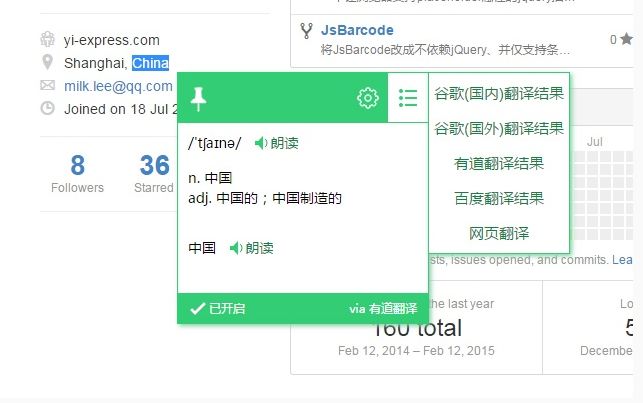 JsBarcode
0
将JsBarcode改成不依赖jQuery、并仅支持条…
yi-express.com
Shanghai, China
milk.lee@qq.com
Joined on 18 Jul 2
8
Followers
36
Starred
/'tʃaɪnə/ 朗读
n. 中国
adj. 中国的；中国制造的
中国 朗读
已开启
via 有道翻译
谷歌(国内)翻译结果
谷歌(国外)翻译结果
有道翻译结果
百度翻译结果
网页翻译
Jul
sts, issues opened, and commits. Lea
the last year
160 total
Feb 12, 2014 – Feb 12, 2015
Lo
5
December